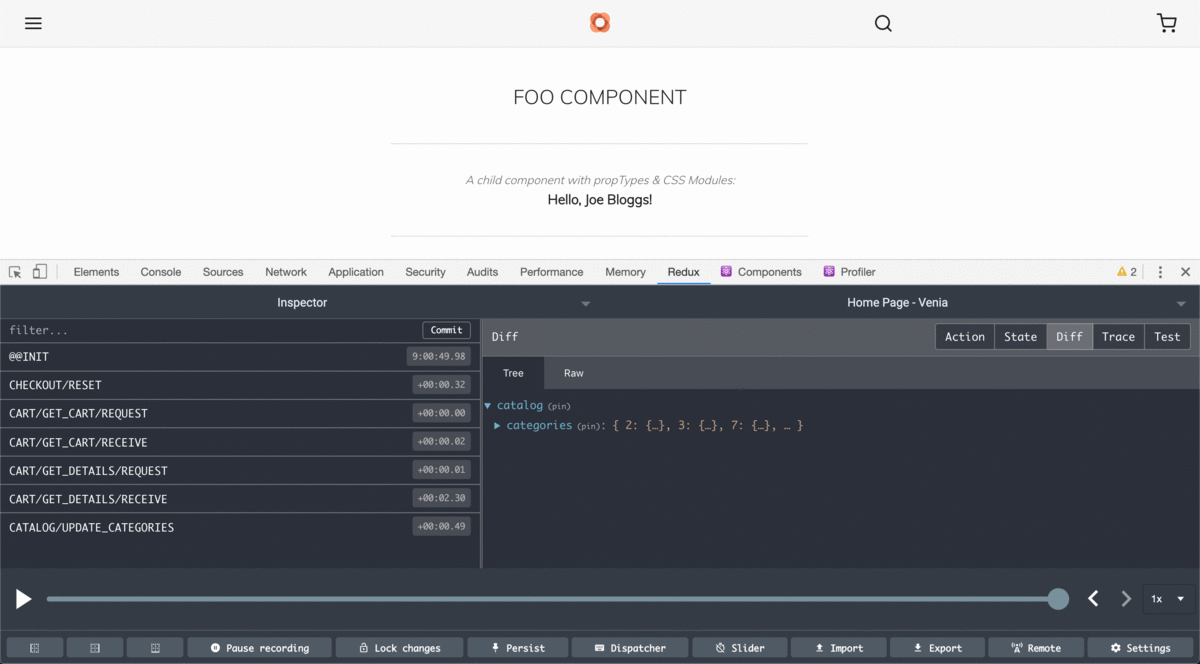 FOO COMPONENT
A child component with propTypes & CSS Modules:
Hello, Joe Bloggs!
Elements Console Sources Network Application Security Audits Performance Memory Redux Components Profiler 2
Inspector Home Page - Venia
filter... Commit
@@INIT 9:00:49.98
CHECKOUT/RESET +00:00.32
CART/GET_CART/REQUEST +00:00.00
CART/GET_CART/RECEIVE +00:00.02
CART/GET_DETAILS/REQUEST +00:00.01
CART/GET_DETAILS/RECEIVE +00:02.30
CATALOG/UPDATE_CATEGORIES +00:00.49
Diff Action State Diff Trace Test
Tree Raw
catalog (pin)
categories (pin): { 2: {…}, 3: {…}, 7: {…}, … }
1x
Pause recording Lock changes Persist Dispatcher Slider Import Export Remote Settings